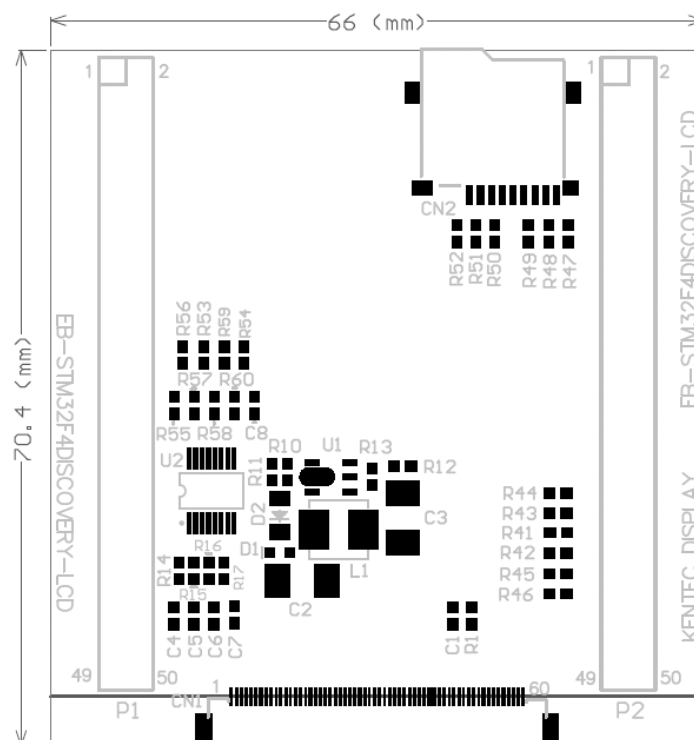 66 (mm)
1
2
1
2
CN2
R52
R51
R50
R49
R48
R47
EB-STM32F4DISCOVERY-LCD
KENTEC DISPLAY
EB-STM32F4DISCOVERY-LCD
70.4 (mm)
R56
R53
R59
R54
R57
R60
R55
R58
C8
U2
R10
U1
R13
R11
R12
D2
C3
R44
R43
R41
R42
R45
R46
R16
D1
R14
R17
R15
L1
C2
C4
C5
C6
C7
C1
R1
49
50
CN1
1
60
49
50
P1
P2